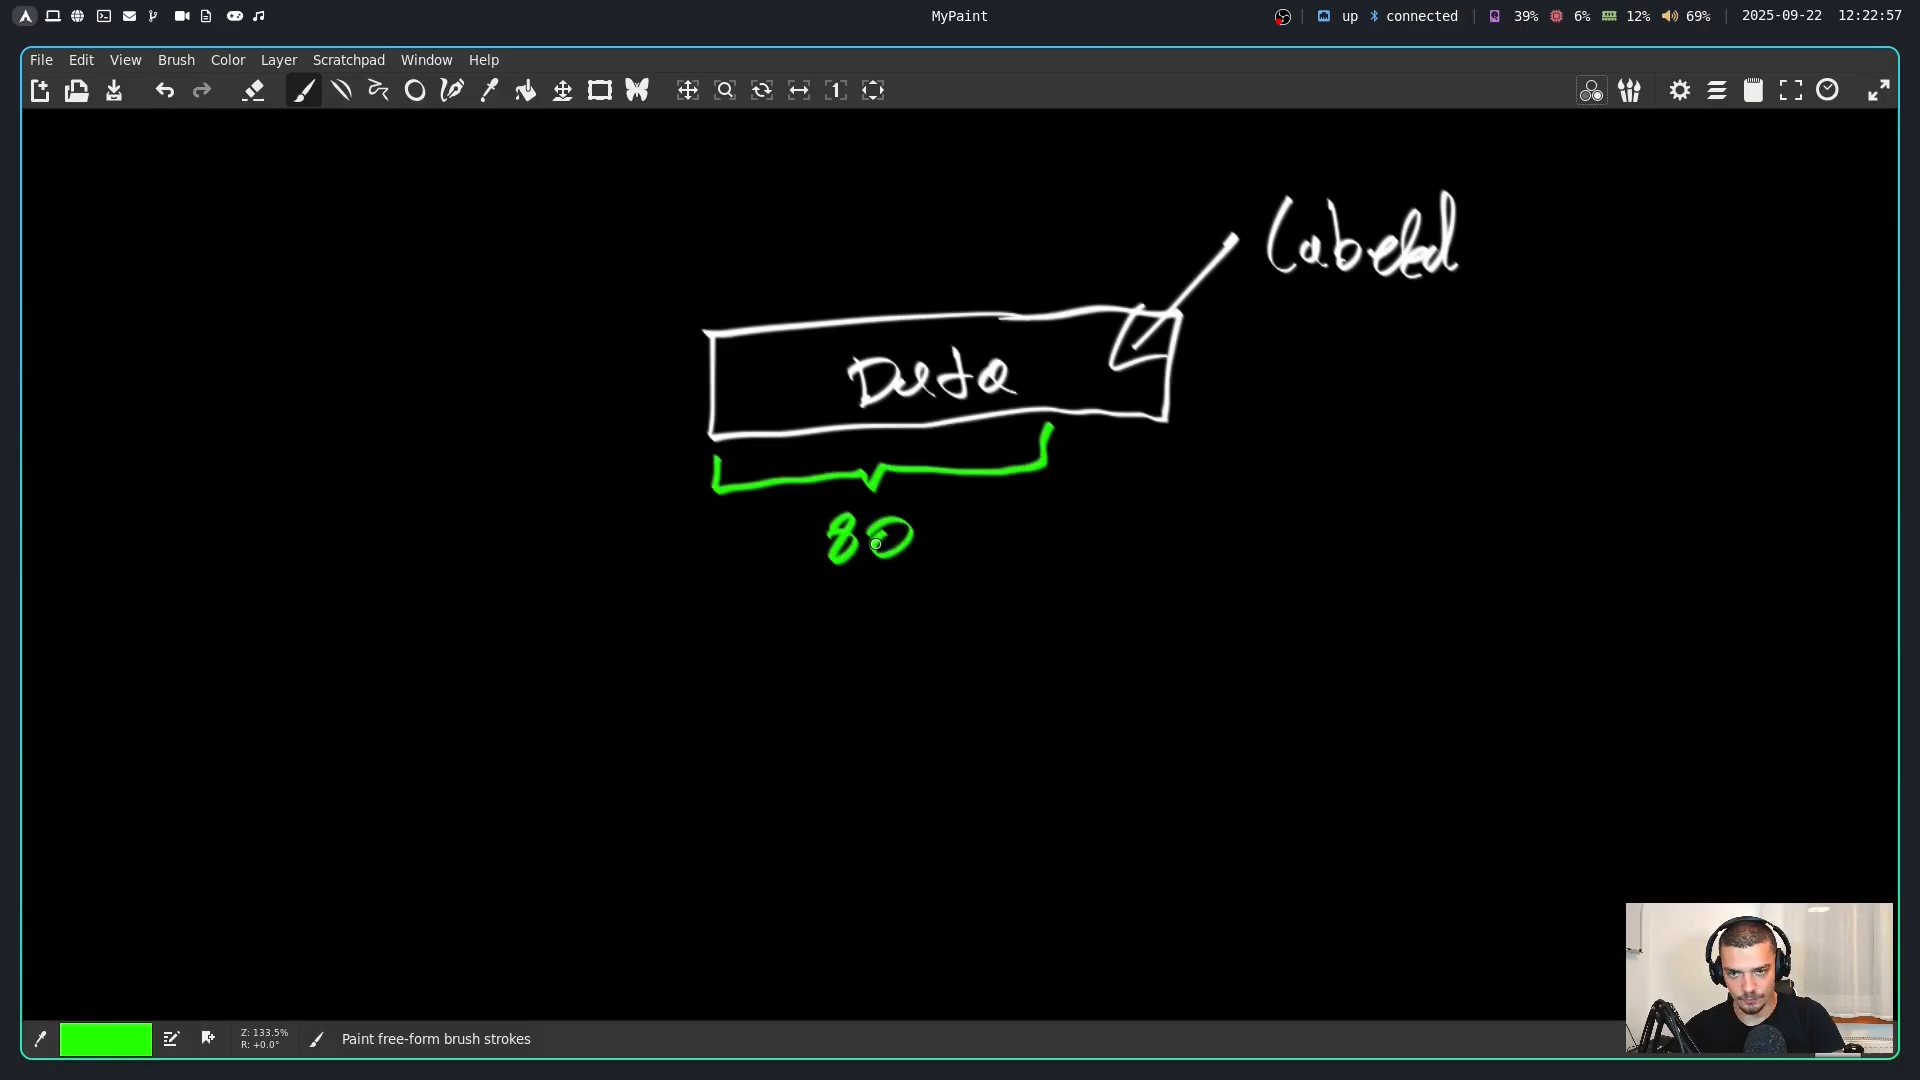 MyPaint
up connected 39% 6% 12% 69% 2025-09-22 12:22:57
File Edit View Brush Color Layer Scratchpad Window Help
1
Labeled
Data
80
Z: 133.5%
R: +0.0°
Paint free-form brush strokes